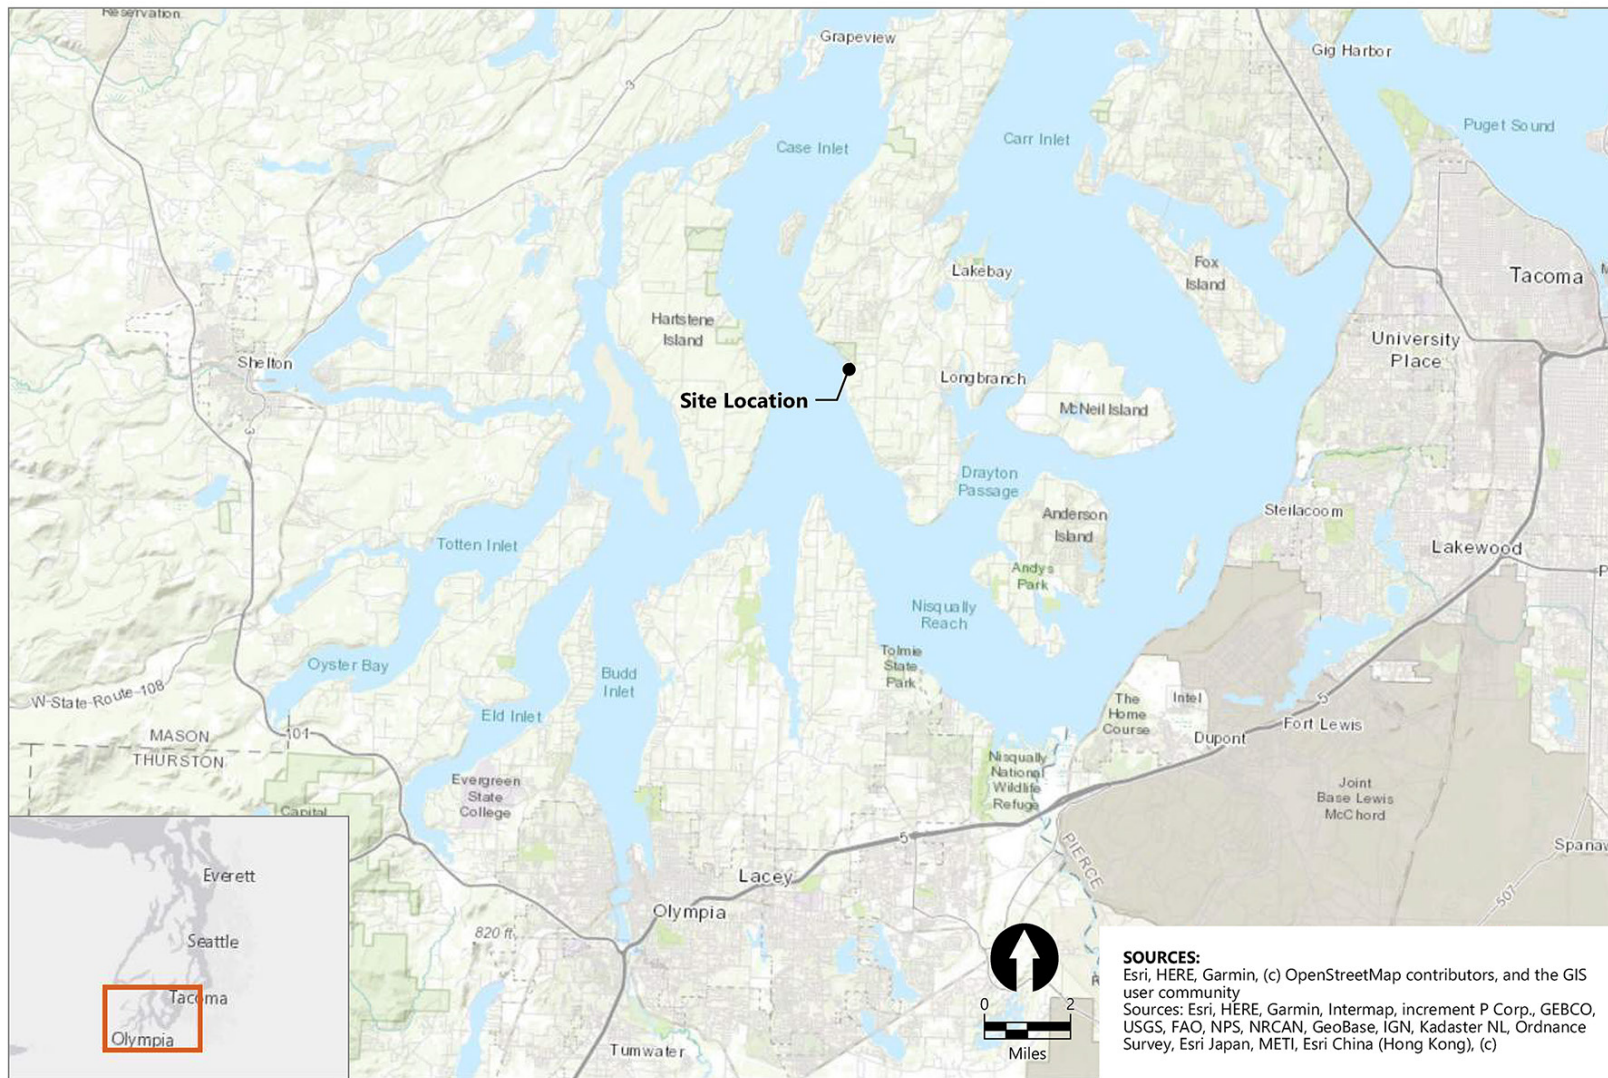 Reservation
Grapeview
Gig Harbor
3
Puget Sound
Case Inlet
Carr Inlet
Lakebay
Fox
Island
Tacoma
Hartstene
Island
University
Place
Shelton
Longbranch
Site Location
McNeil Island
3
Drayton
Passage
Anderson
Island
Steilacoom
Totten Inlet
Lakewood
Andys
Park
Nisqually
Reach
Oyster Bay
Budd
Inlet
Tolmie
State
Park
W-State-Route-108
Eld Inlet
The
Home
Course
Intel
5
Fort Lewis
Dupont
MASON
THURSTON
101
Nisqually
National
Wildlife
Refuge
Evergreen
State
College
Joint
Base Lewis
McChord
Capital
5
PIERCE
Spanaw
507
Lacey
Olympia
820 ft
Tumwater
Everett
Seattle
Tacoma
Olympia
0 2
Miles
SOURCES:
Esri, HERE, Garmin, (c) OpenStreetMap contributors, and the GIS
user community
Sources: Esri, HERE, Garmin, Intermap, increment P Corp., GEBCO,
USGS, FAO, NPS, NRCAN, GeoBase, IGN, Kadaster NL, Ordnance
Survey, Esri Japan, METI, Esri China (Hong Kong), (c)